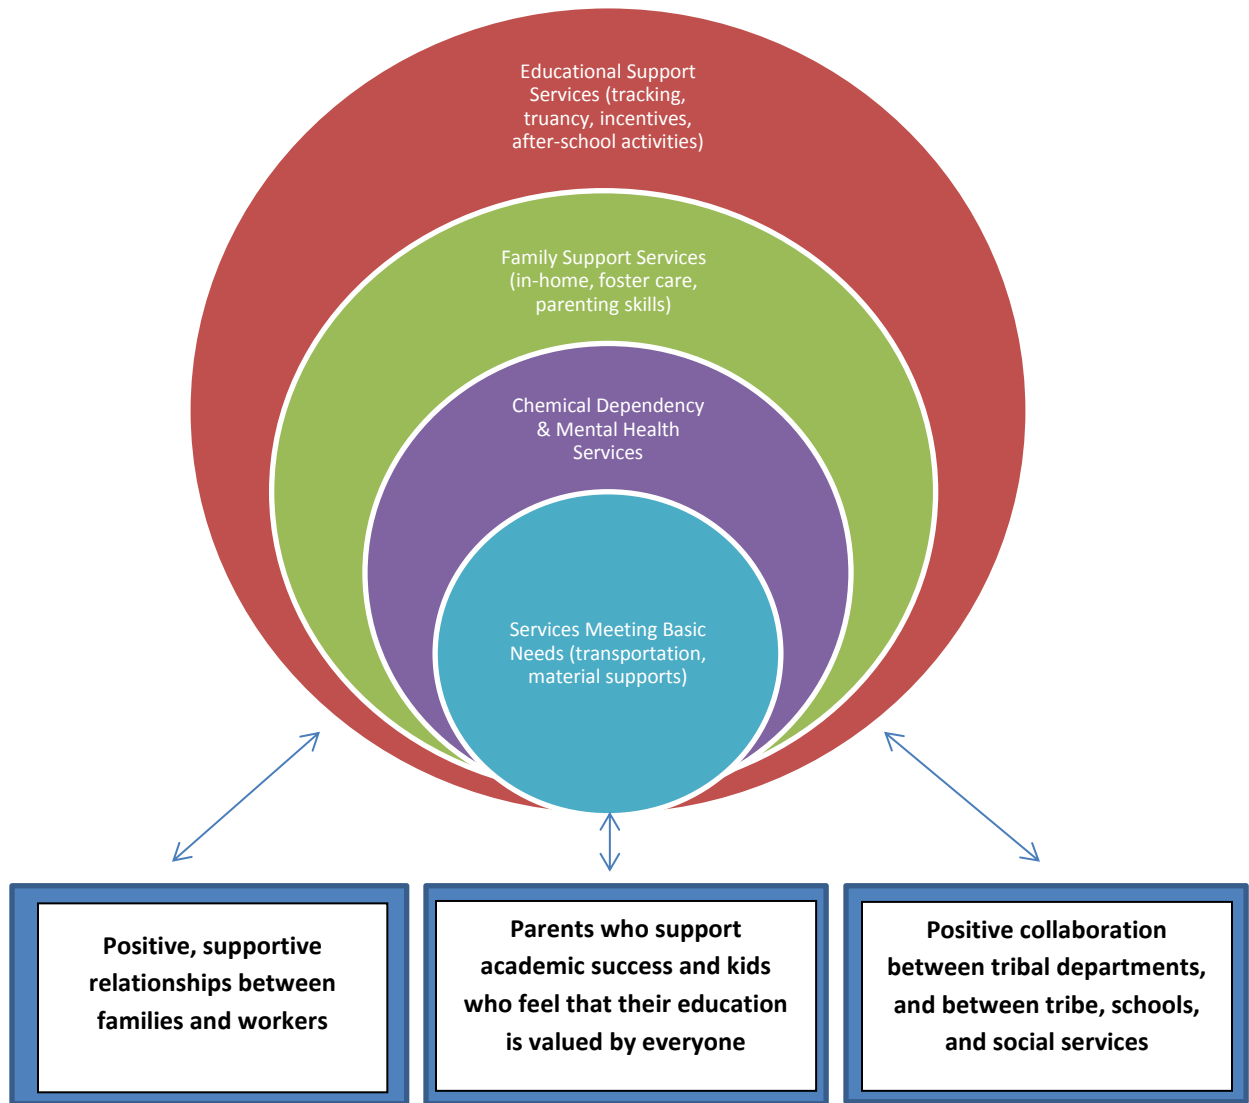 Educational Support
Services (tracking,
truancy, incentives,
after-school activities)
Family Support Services
(in-home, foster care,
parenting skills)
Chemical Dependency
& Mental Health
Services
Services Meeting Basic
Needs (transportation,
material supports)
Positive, supportive
relationships between
families and workers
Parents who support
academic success and kids
who feel that their education
is valued by everyone
Positive collaboration
between tribal departments,
and between tribe, schools,
and social services